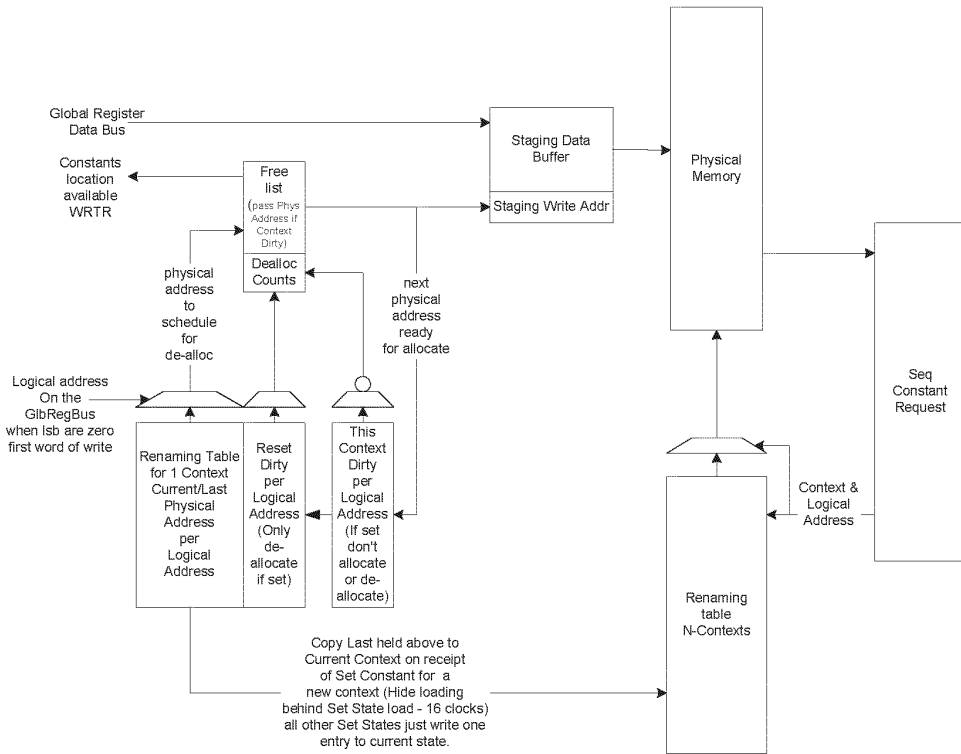 Global Register
Data Bus
Constants
location
available
WRTR
Free
list
(pass Phys
Address if
Context
Dirty)
Dealloc
Counts
Staging Data
Buffer
Staging Write Addr
Physical
Memory
physical
address
to
schedule
for
de-alloc
next
physical
address
ready
for allocate
Logical address
On the
GlbRegBus
when lsb are zero
first word of write
Seq
Constant
Request
Renaming Table
for 1 Context
Current/Last
Physical
Address
per
Logical
Address
Reset
Dirty
per
Logical
Address
(Only
de-
allocate
if set)
This
Context
Dirty
per
Logical
Address
(If set
don't
allocate
or de-
allocate)
Context &
Logical
Address
Renaming
table
N-Contexts
Copy Last held above to
Current Context on receipt
of Set Constant for a
new context (Hide loading
behind Set State load - 16 clocks)
all other Set States just write one
entry to current state.